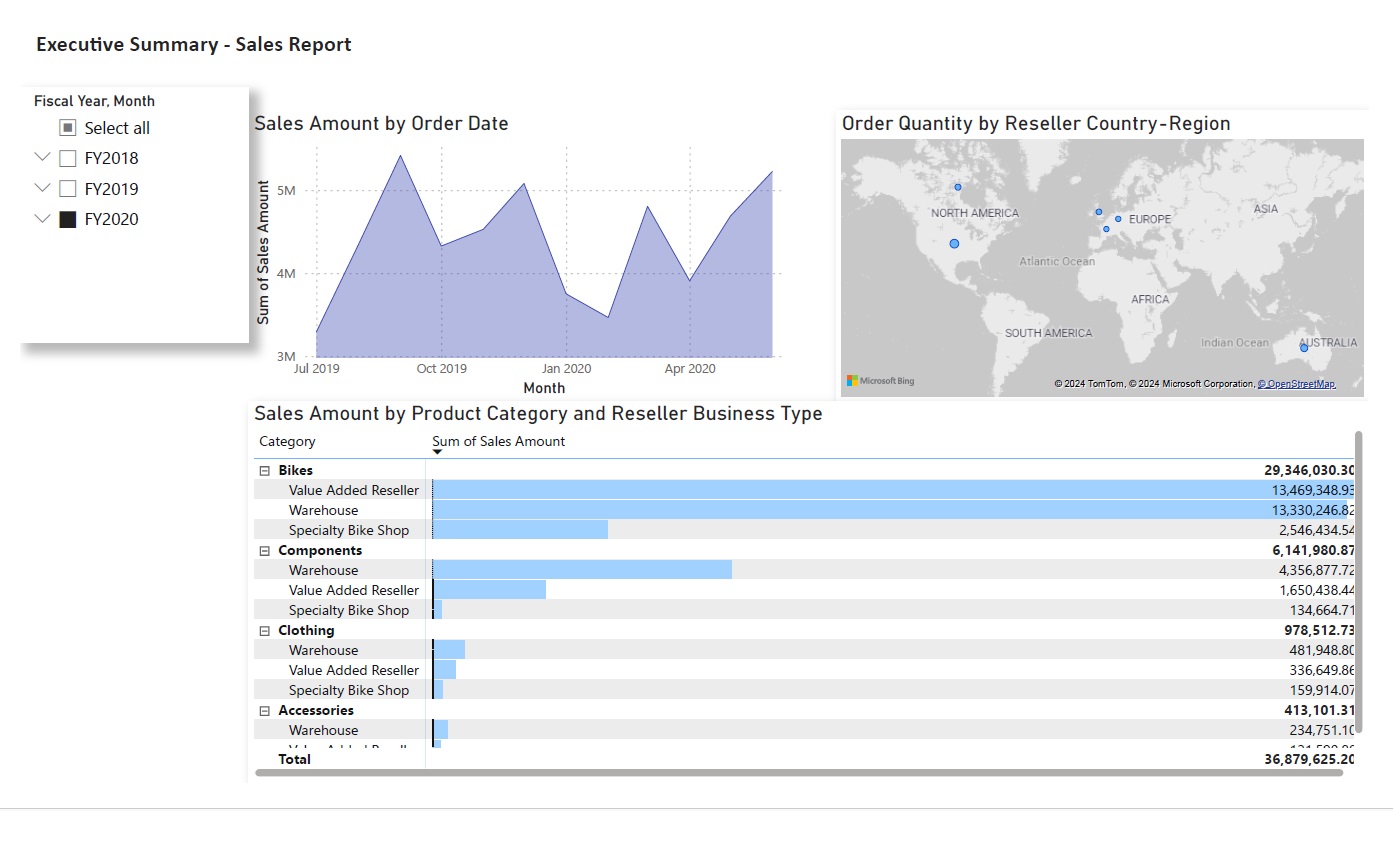 Executive Summary - Sales Report
Fiscal Year, Month
Select all
FY2018
FY2019
FY2020
Sales Amount by Order Date
Sum of Sales Amount
5M
4M
3M
Jul 2019 Oct 2019 Jan 2020 Apr 2020
Month
Order Quantity by Reseller Country-Region
NORTH AMERICA
EUROPE
ASIA
Atlantic Ocean
AFRICA
SOUTH AMERICA
Indian Ocean
AUSTRALIA
Microsoft Bing
© 2024 TomTom, © 2024 Microsoft Corporation, © OpenStreetMap
Sales Amount by Product Category and Reseller Business Type
Category Sum of Sales Amount
Bikes 29,346,030.30
Value Added Reseller 13,469,348.93
Warehouse 13,330,246.82
Specialty Bike Shop 2,546,434.54
Components 6,141,980.87
Warehouse 4,356,877.72
Value Added Reseller 1,650,438.44
Specialty Bike Shop 134,664.71
Clothing 978,512.73
Warehouse 481,948.80
Value Added Reseller 336,649.86
Specialty Bike Shop 159,914.07
Accessories 413,101.31
Warehouse 234,751.10
Value Added Reseller
Total 36,879,625.20